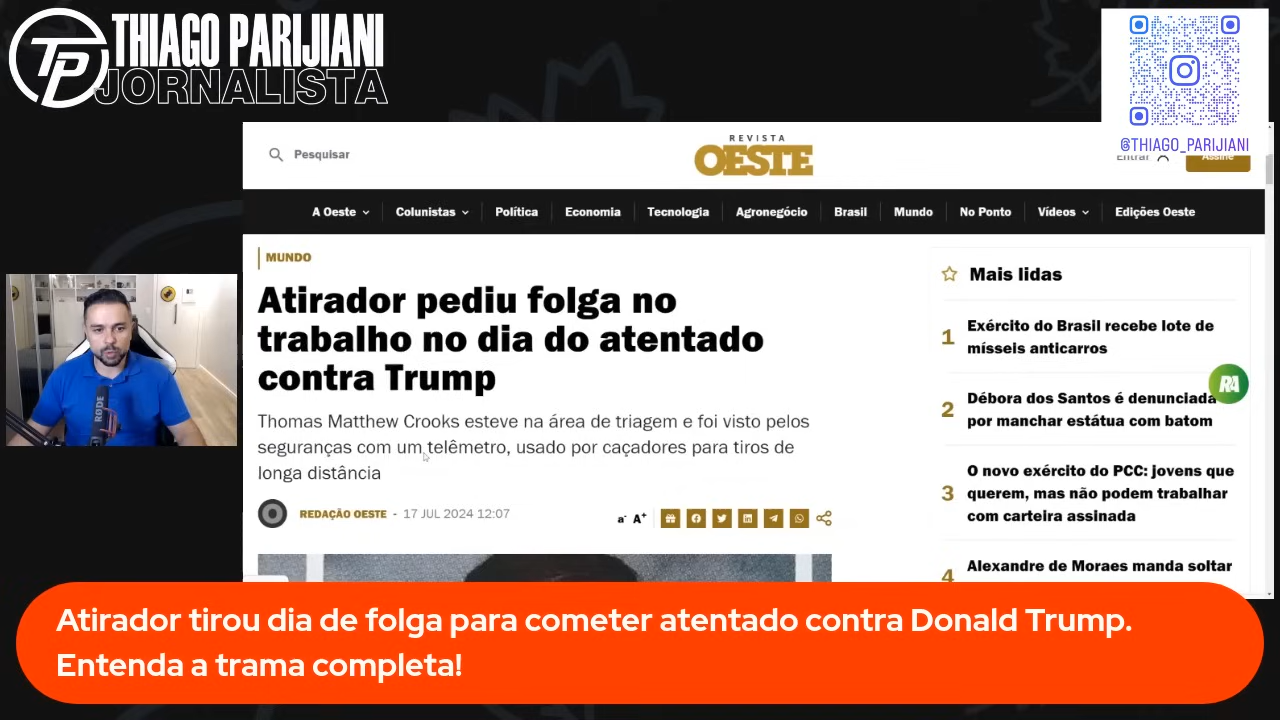 TP
THIAGO PARIJIANI
JORNALISTA
@THIAGO_PARIJIANI
Pesquisar
REVISTA
OESTE
Entrar
Assine
A Oeste
Colunistas
Política
Economia
Tecnologia
Agronegócio
Brasil
Mundo
No Ponto
Vídeos
Edições Oeste
MUNDO
Atirador pediu folga no
trabalho no dia do atentado
contra Trump
Thomas Matthew Crooks esteve na área de triagem e foi visto pelos
seguranças com um telêmetro, usado por caçadores para tiros de
longa distância
REDAÇÃO OESTE - 17 JUL 2024 12:07
a- A+
Mais lidas
1 Exército do Brasil recebe lote de
mísseis anticarros
2 Débora dos Santos é denunciada
por manchar estátua com batom
3 O novo exército do PCC: jovens que
querem, mas não podem trabalhar
com carteira assinada
4 Alexandre de Moraes manda soltar
RA
RØDE
Atirador tirou dia de folga para cometer atentado contra Donald Trump.
Entenda a trama completa!